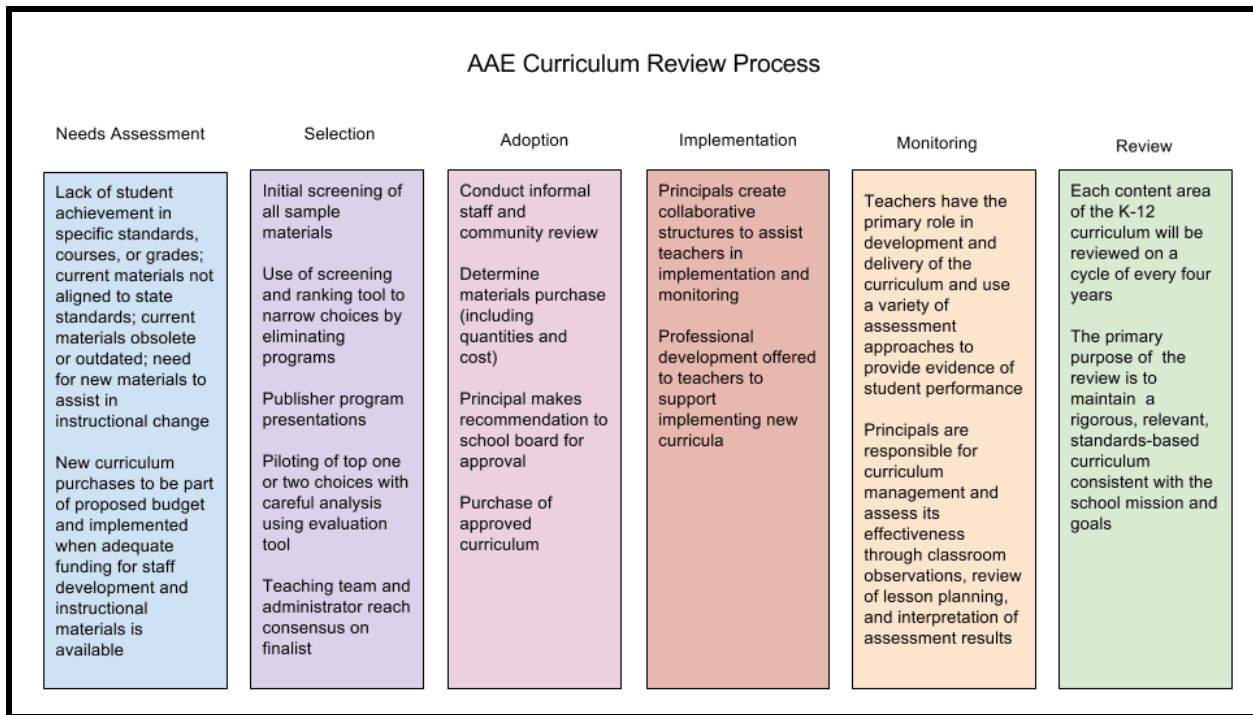 AAE Curriculum Review Process
Needs Assessment
Lack of student
achievement in
specific standards,
courses, or grades;
current materials not
aligned to state
standards; current
materials obsolete
or outdated; need
for new materials to
assist in
instructional change
New curriculum
purchases to be part
of proposed budget
and implemented
when adequate
funding for staff
development and
instructional
materials is
available
Selection
Initial screening of
all sample
materials
Use of screening
and ranking tool to
narrow choices by
eliminating
programs
Publisher program
presentations
Piloting of top one
or two choices with
careful analysis
using evaluation
tool
Teaching team and
administrator reach
consensus on
finalist
Adoption
Conduct informal
staff and
community review
Determine
materials purchase
(including
quantities and
cost)
Principal makes
recommendation to
school board for
approval
Purchase of
approved
curriculum
Implementation
Principals create
collaborative
structures to assist
teachers in
implementation and
monitoring
Professional
development offered
to teachers to
support
implementing new
curricula
Monitoring
Teachers have the
primary role in
development and
delivery of the
curriculum and use
a variety of
assessment
approaches to
provide evidence of
student performance
Principals are
responsible for
curriculum
management and
assess its
effectiveness
through classroom
observations, review
of lesson planning,
and interpretation of
assessment results
Review
Each content area
of the K-12
curriculum will be
reviewed on a
cycle of every four
years
The primary
purpose of the
review is to
maintain a
rigorous, relevant,
standards-based
curriculum
consistent with the
school mission and
goals